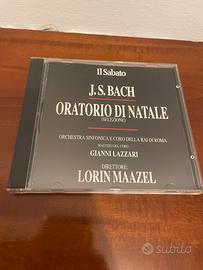 Il Sabato
J.S. BACH
ORATORIO DI NATALE
(SELEZIONE)
ORCHESTRA SINFONICA E CORO DELLA RAI DI ROMA
MAESTRO DEL CORO
GIANNI LAZZARI
DIRETTORE
LORIN MAAZEL
subito